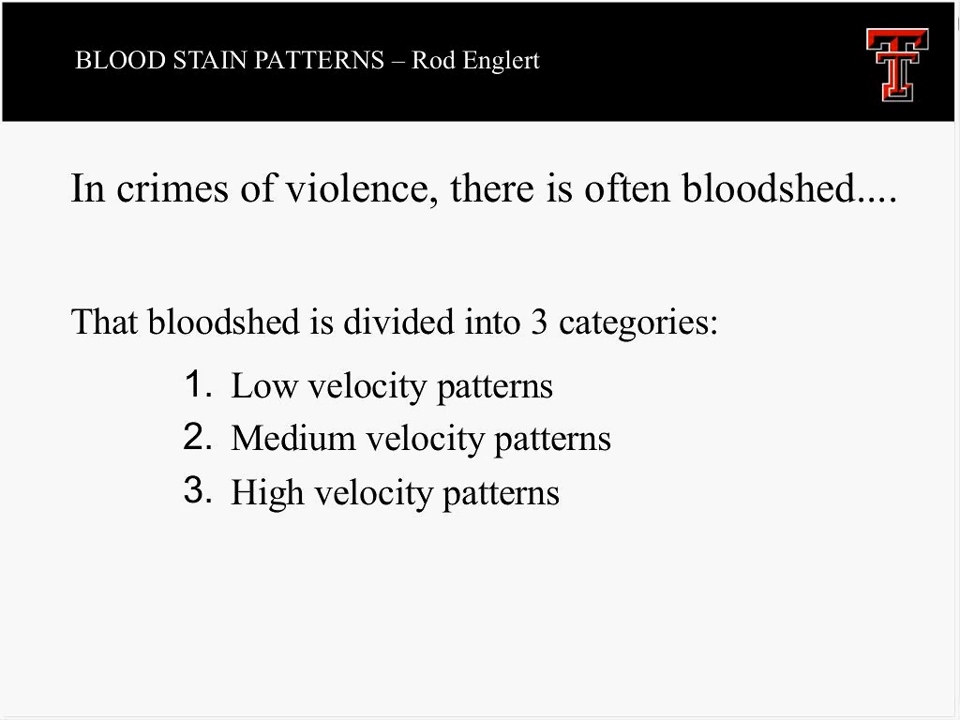 BLOOD STAIN PATTERNS – Rod Englert
In crimes of violence, there is often bloodshed....
That bloodshed is divided into 3 categories:
1. Low velocity patterns
2. Medium velocity patterns
3. High velocity patterns